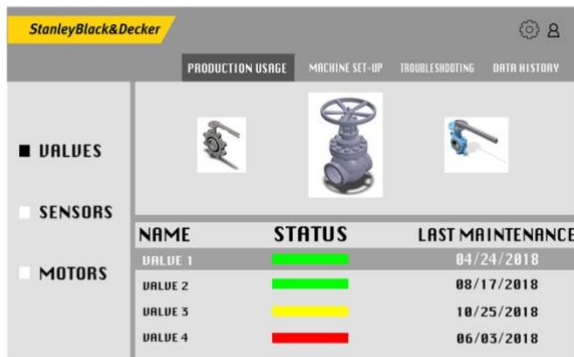 StanleyBlack&Decker
PRODUCTION USAGE MACHINE SET-UP TROUBLESHOOTING DATA HISTORY
VALVES
SENSORS
MOTORS
NAME STATUS LAST MAINTENANCE
VALVE 1 04/24/2018
VALVE 2 08/17/2018
VALVE 3 10/25/2018
VALVE 4 06/03/2018